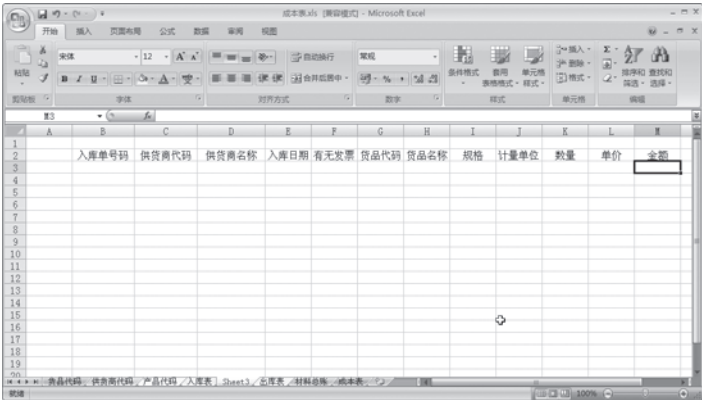 成本表.xls [兼容模式] - Microsoft Excel
开始 插入 页面布局 公式 数据 审阅 视图
宋体 12 A A 自动换行 常规 插入 Σ
粘贴 B I U A 合并后居中 % , 条件格式 套用表格格式 单元格样式 删除 格式 排序和筛选 查找和选择
剪贴板 字体 对齐方式 数字 样式 单元格 编辑
M3 fx
A B C D E F G H I J K L M
1
2 入库单号码 供货商代码 供货商名称 入库日期 有无发票 货品代码 货品名称 规格 计量单位 数量 单价 金额
3
4
5
6
7
8
9
10
11
12
13
14
15
16
17
18
19
20
货品代码 供货商代码 产品代码 入库表 Sheet3 出库表 材料总账 成本表
就绪 100%